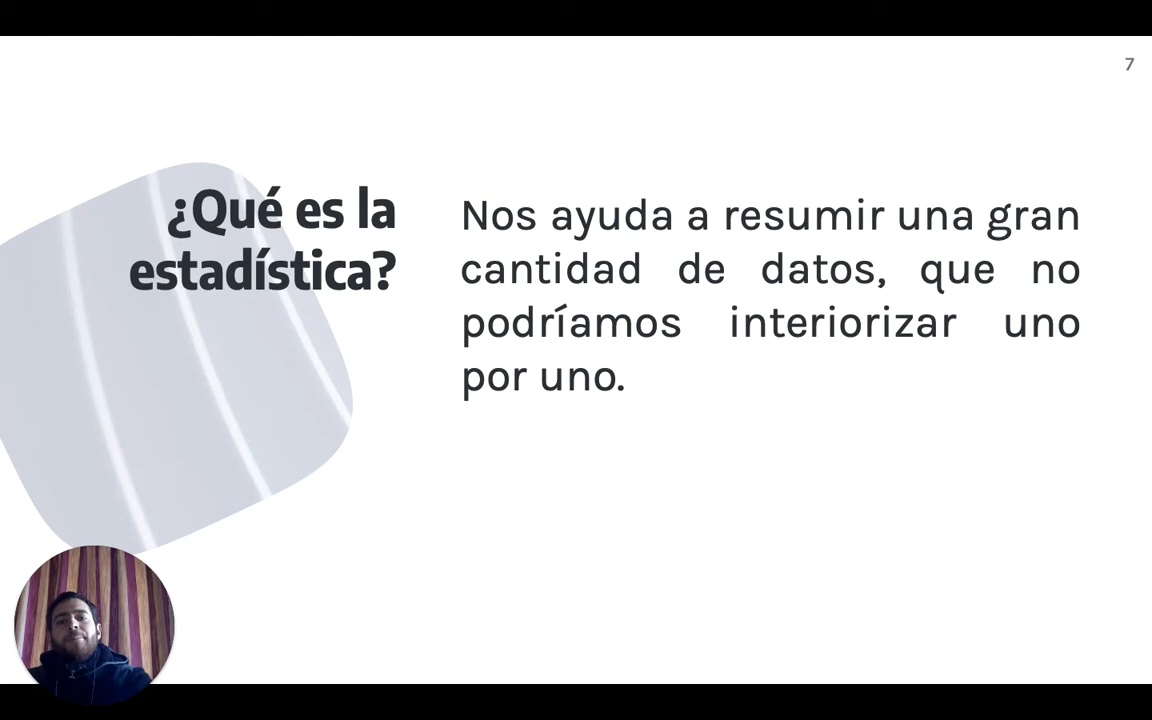 7
¿Qué es la
estadística?
Nos ayuda a resumir una gran
cantidad de datos, que no
podríamos interiorizar uno
por uno.